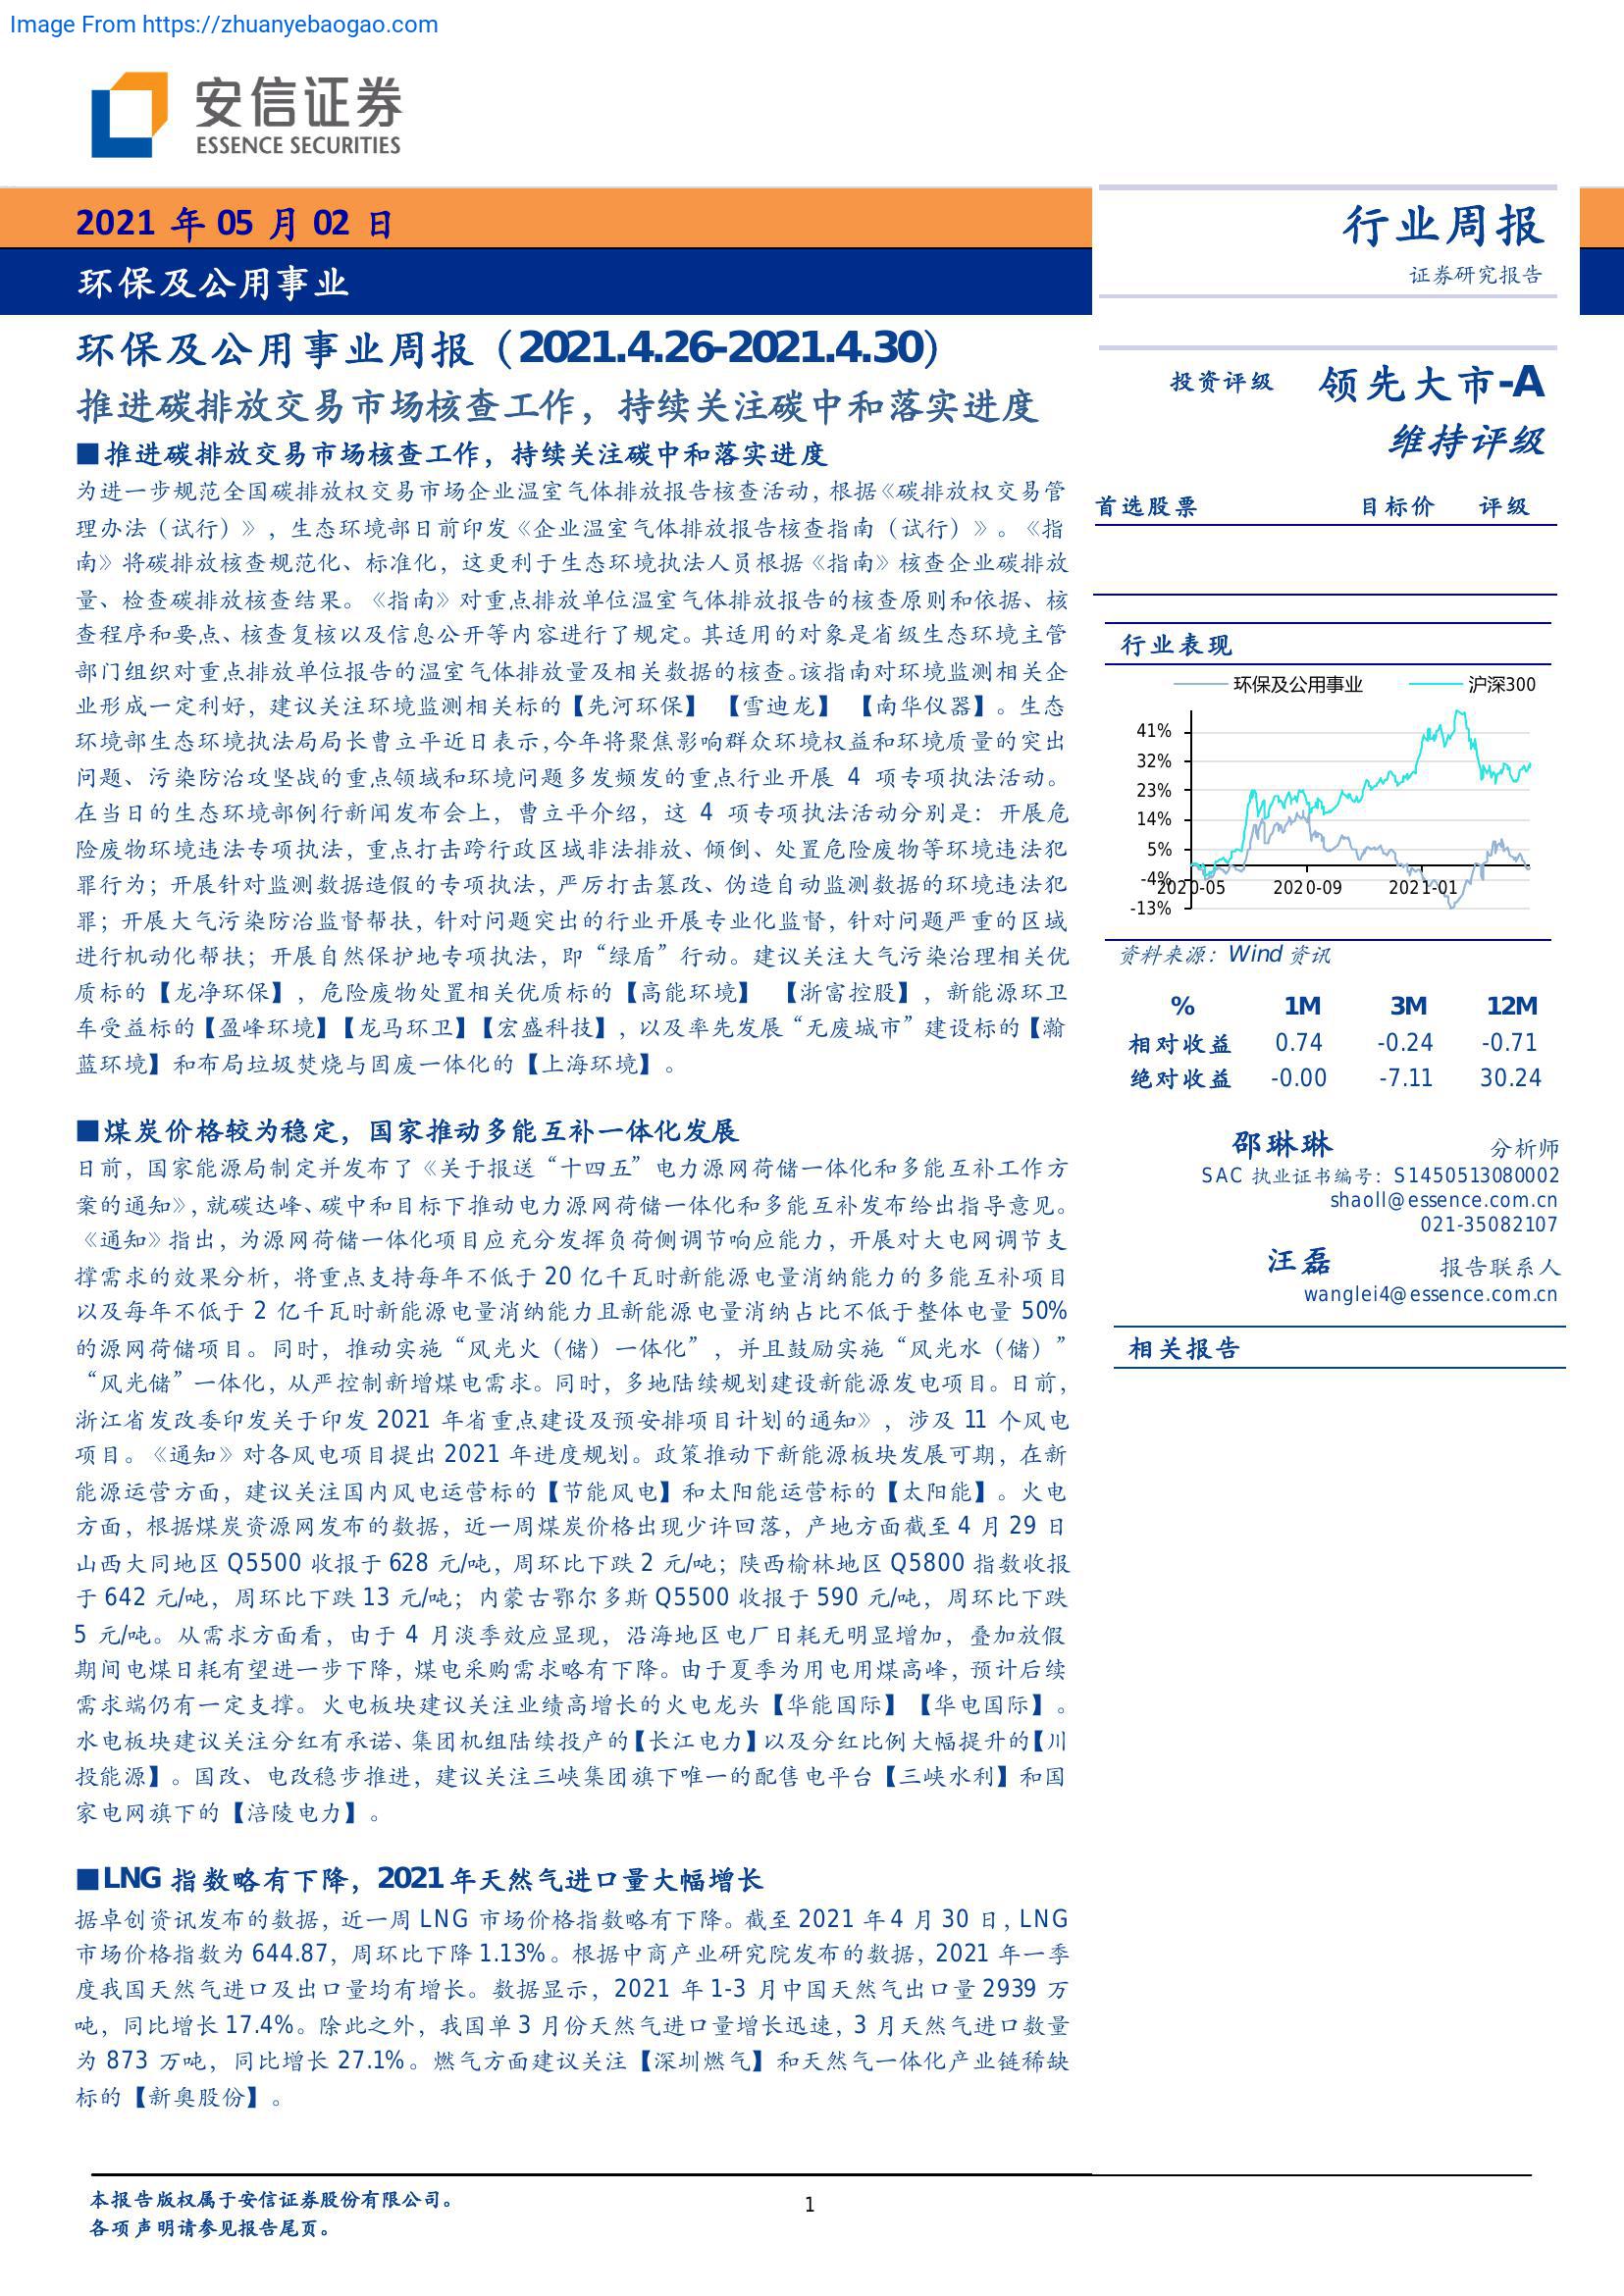 Image From https://zhuanyebaogao.com
安信证券
ESSENCE SECURITIES
2021 年 05 月 02 日
环保及公用事业
环保及公用事业周报（2021.4.26-2021.4.30）
推进碳排放交易市场核查工作，持续关注碳中和落实进度
■推进碳排放交易市场核查工作，持续关注碳中和落实进度
为进一步规范全国碳排放权交易市场企业温室气体排放报告核查活动，根据《碳排放权交易管
理办法（试行）》，生态环境部日前印发《企业温室气体排放报告核查指南（试行）》。《指
南》将碳排放核查规范化、标准化，这更利于生态环境执法人员根据《指南》核查企业碳排放
量、检查碳排放核查结果。《指南》对重点排放单位温室气体排放报告的核查原则和依据、核
查程序和要点、核查复核以及信息公开等内容进行了规定。其适用的对象是省级生态环境主管
部门组织对重点排放单位报告的温室气体排放量及相关数据的核查。该指南对环境监测相关企
业形成一定利好，建议关注环境监测相关标的【先河环保】 【雪迪龙】 【南华仪器】。生态
环境部生态环境执法局局长曹立平近日表示，今年将聚焦影响群众环境权益和环境质量的突出
问题、污染防治攻坚战的重点领域和环境问题多发频发的重点行业开展 4 项专项执法活动。
在当日的生态环境部例行新闻发布会上，曹立平介绍，这 4 项专项执法活动分别是：开展危
险废物环境违法专项执法，重点打击跨行政区域非法排放、倾倒、处置危险废物等环境违法犯
罪行为；开展针对监测数据造假的专项执法，严厉打击篡改、伪造自动监测数据的环境违法犯
罪；开展大气污染防治监督帮扶，针对问题突出的行业开展专业化监督，针对问题严重的区域
进行机动化帮扶；开展自然保护地专项执法，即“绿盾”行动。建议关注大气污染治理相关优
质标的【龙净环保】，危险废物处置相关优质标的【高能环境】 【浙富控股】，新能源环卫
车受益标的【盈峰环境】【龙马环卫】【宏盛科技】，以及率先发展“无废城市”建设标的【瀚
蓝环境】和布局垃圾焚烧与固废一体化的【上海环境】。
■煤炭价格较为稳定，国家推动多能互补一体化发展
日前，国家能源局制定并发布了《关于报送“十四五”电力源网荷储一体化和多能互补工作方
案的通知》，就碳达峰、碳中和目标下推动电力源网荷储一体化和多能互补发布给出指导意见。
《通知》指出，为源网荷储一体化项目应充分发挥负荷侧调节响应能力，开展对大电网调节支
撑需求的效果分析，将重点支持每年不低于 20 亿千瓦时新能源电量消纳能力的多能互补项目
以及每年不低于 2 亿千瓦时新能源电量消纳能力且新能源电量消纳占比不低于整体电量 50%
的源网荷储项目。同时，推动实施“风光火（储）一体化”，并且鼓励实施“风光水（储）”
“风光储”一体化，从严控制新增煤电需求。同时，多地陆续规划建设新能源发电项目。日前，
浙江省发改委印发关于印发 2021 年省重点建设及预安排项目计划的通知》，涉及 11 个风电
项目。《通知》对各风电项目提出 2021 年进度规划。政策推动下新能源板块发展可期，在新
能源运营方面，建议关注国内风电运营标的【节能风电】和太阳能运营标的【太阳能】。火电
方面，根据煤炭资源网发布的数据，近一周煤炭价格出现少许回落，产地方面截至 4 月 29 日
山西大同地区 Q5500 收报于 628 元/吨，周环比下跌 2 元/吨；陕西榆林地区 Q5800 指数收报
于 642 元/吨，周环比下跌 13 元/吨；内蒙古鄂尔多斯 Q5500 收报于 590 元/吨，周环比下跌
5 元/吨。从需求方面看，由于 4 月淡季效应显现，沿海地区电厂日耗无明显增加，叠加放假
期间电煤日耗有望进一步下降，煤电采购需求略有下降。由于夏季为用电用煤高峰，预计后续
需求端仍有一定支撑。火电板块建议关注业绩高增长的火电龙头【华能国际】【华电国际】。
水电板块建议关注分红有承诺、集团机组陆续投产的【长江电力】以及分红比例大幅提升的【川
投能源】。国改、电改稳步推进，建议关注三峡集团旗下唯一的配售电平台【三峡水利】和国
家电网旗下的【涪陵电力】。
■LNG 指数略有下降，2021 年天然气进口量大幅增长
据卓创资讯发布的数据，近一周 LNG 市场价格指数略有下降。截至 2021 年 4 月 30 日，LNG
市场价格指数为 644.87，周环比下降 1.13%。根据中商产业研究院发布的数据，2021 年一季
度我国天然气进口及出口量均有增长。数据显示，2021 年 1-3 月中国天然气出口量 2939 万
吨，同比增长 17.4%。除此之外，我国单 3 月份天然气进口量增长迅速，3 月天然气进口数量
为 873 万吨，同比增长 27.1%。燃气方面建议关注【深圳燃气】和天然气一体化产业链稀缺
标的【新奥股份】。
行业周报
证券研究报告
投资评级 领先大市-A
维持评级
首选股票 目标价 评级
行业表现
环保及公用事业 沪深300
41%
32%
23%
14%
5%
-4%
-13%
2020-05 2020-09 2021-01
资料来源：Wind 资讯
% 1M 3M 12M
相对收益 0.74 -0.24 -0.71
绝对收益 -0.00 -7.11 30.24
邵琳琳 分析师
SAC 执业证书编号：S1450513080002
shaoll@essence.com.cn
021-35082107
汪磊 报告联系人
wanglei4@essence.com.cn
相关报告
本报告版权属于安信证券股份有限公司。
各项声明请参见报告尾页。
1